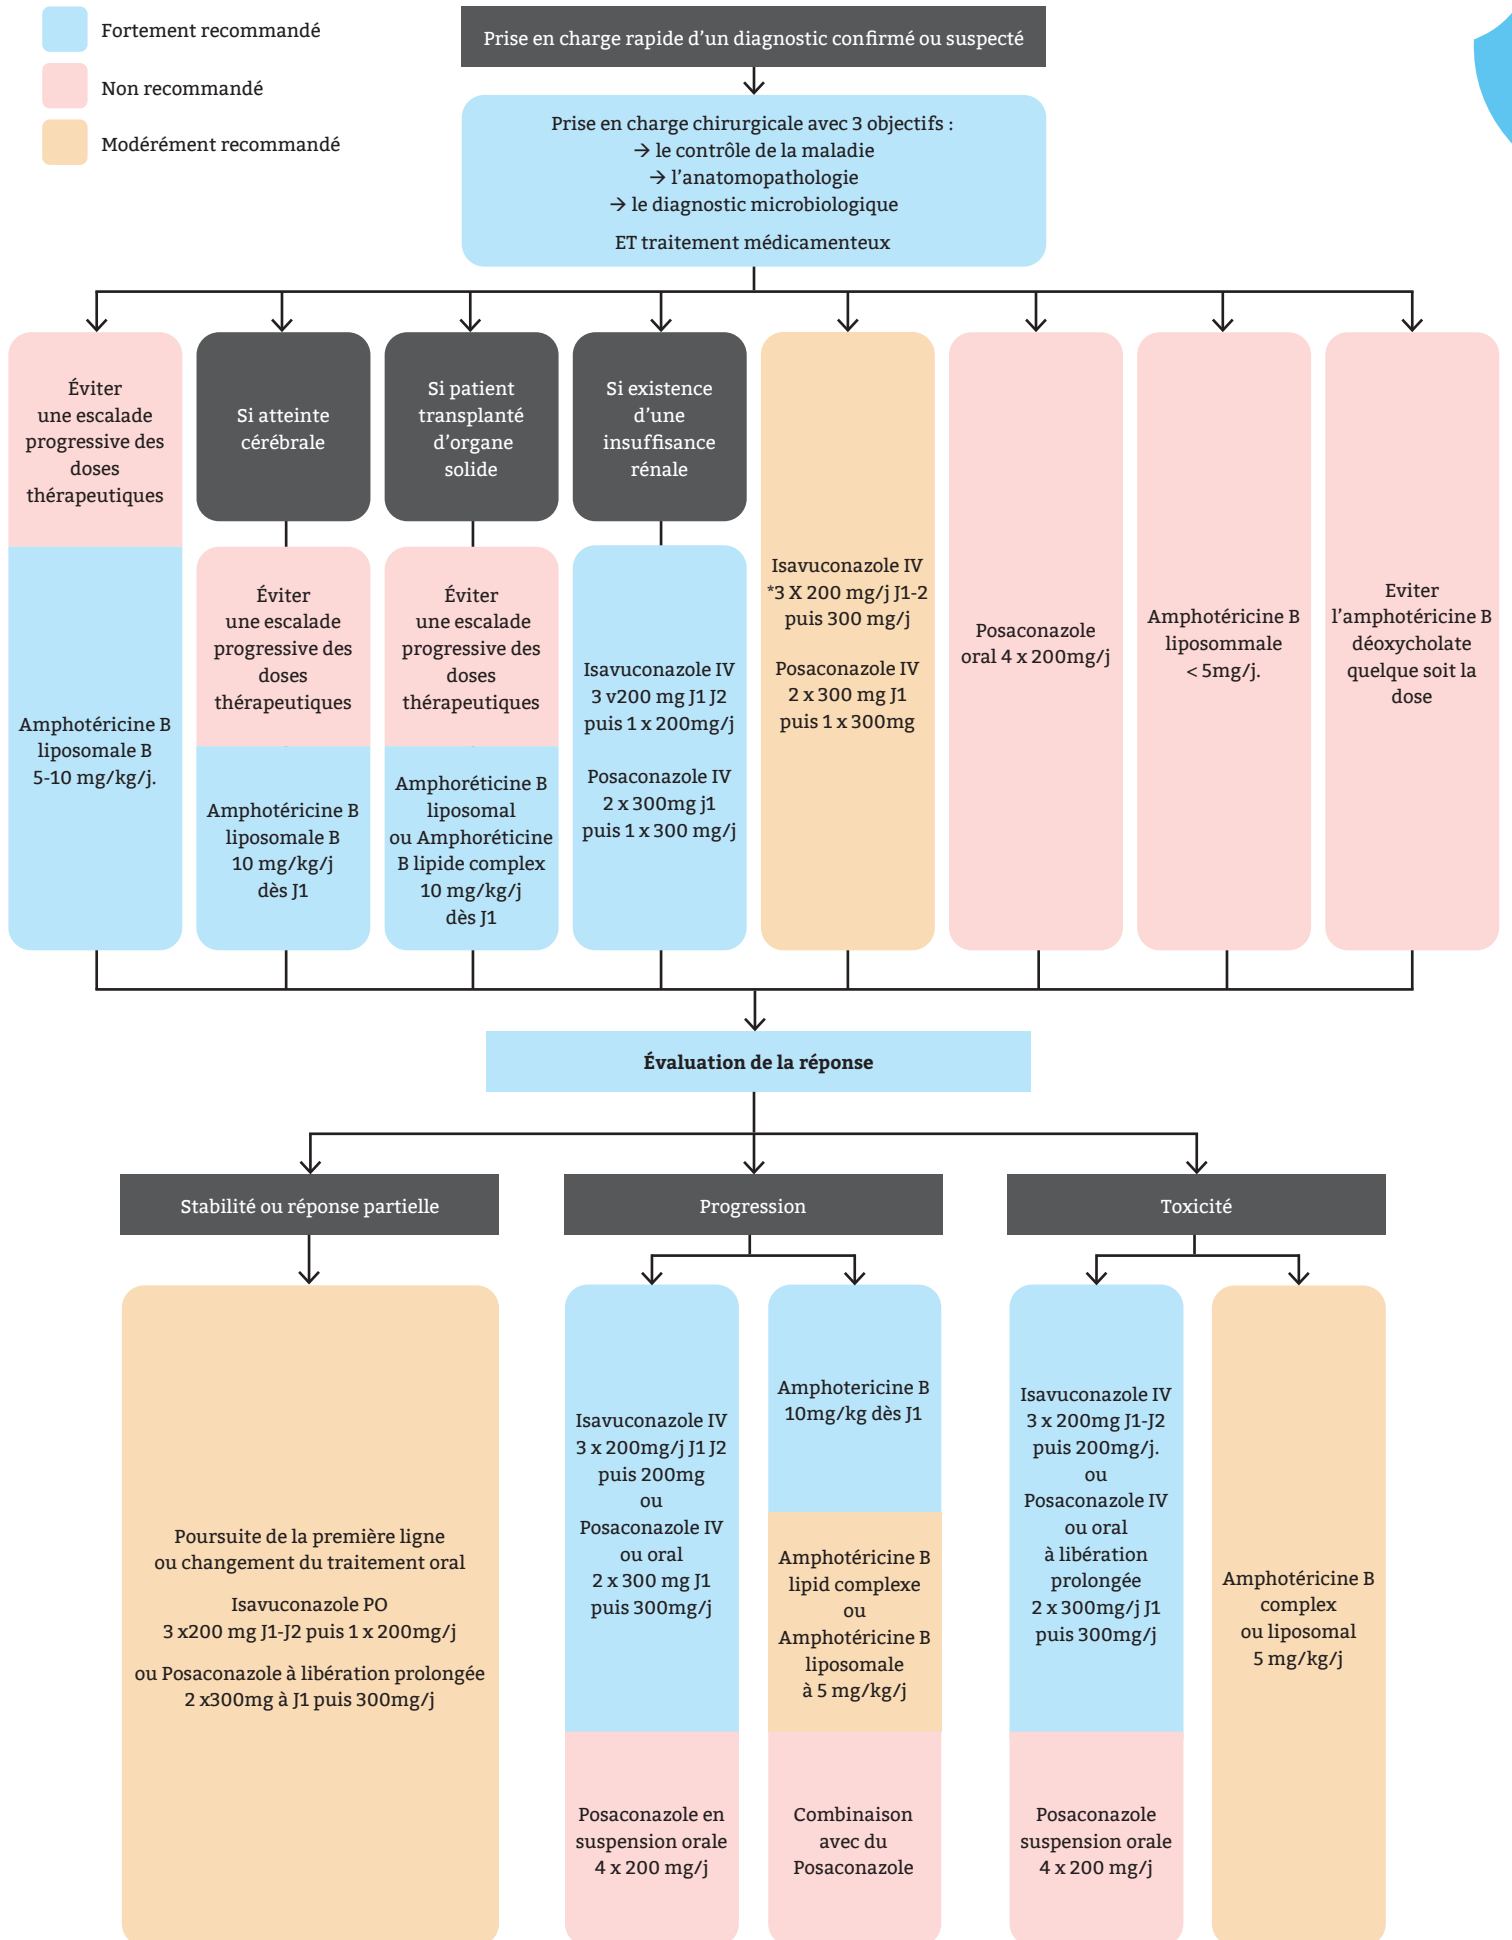 Fortement recommandé
Non recommandé
Modérément recommandé
Prise en charge rapide d’un diagnostic confirmé ou suspecté
Prise en charge chirurgicale avec 3 objectifs :
→ le contrôle de la maladie
→ l’anatomopathologie
→ le diagnostic microbiologique
ET traitement médicamenteux
Éviter
une escalade
progressive des
doses
thérapeutiques
Amphotéricine B
liposomale B
5-10 mg/kg/j.
Si atteinte
cérébrale
Éviter
une escalade
progressive des
doses
thérapeutiques
Amphotéricine B
liposomale B
10 mg/kg/j
dès J1
Si patient
transplanté
d’organe
solide
Éviter
une escalade
progressive des
doses
thérapeutiques
Amphoréticine B
liposomal
ou Amphoréticine
B lipide complex
10 mg/kg/j
dès J1
Si existence
d’une
insuffisance
rénale
Isavuconazole IV
3 v200 mg J1 J2
puis 1 x 200mg/j
Posaconazole IV
2 x 300mg j1
puis 1 x 300 mg/j
Isavuconazole IV
*3 X 200 mg/j J1-2
puis 300 mg/j
Posaconazole IV
2 x 300 mg J1
puis 1 x 300mg
Posaconazole
oral 4 x 200mg/j
Amphotéricine B
liposommale
< 5mg/j.
Eviter
l’amphotéricine B
déoxycholate
quelque soit la
dose
Évaluation de la réponse
Stabilité ou réponse partielle
Poursuite de la première ligne
ou changement du traitement oral
Isavuconazole PO
3 x200 mg J1-J2 puis 1 x 200mg/j
ou Posaconazole à libération prolongée
2 x300mg à J1 puis 300mg/j
Progression
Isavuconazole IV
3 x 200mg/j J1 J2
puis 200mg
ou
Posaconazole IV
ou oral
2 x 300 mg J1
puis 300mg/j
Posaconazole en
suspension orale
4 x 200 mg/j
Amphotericine B
10mg/kg dès J1
Amphotéricine B
lipid complexe
ou
Amphotéricine B
liposomale
à 5 mg/kg/j
Combinaison
avec du
Posaconazole
Toxicité
Isavuconazole IV
3 x 200mg J1-J2
puis 200mg/j.
ou
Posaconazole IV
ou oral
à libération
prolongée
2 x 300mg/j J1
puis 300mg/j
Posaconazole
suspension orale
4 x 200 mg/j
Amphotéricine B
complex
ou liposomal
5 mg/kg/j